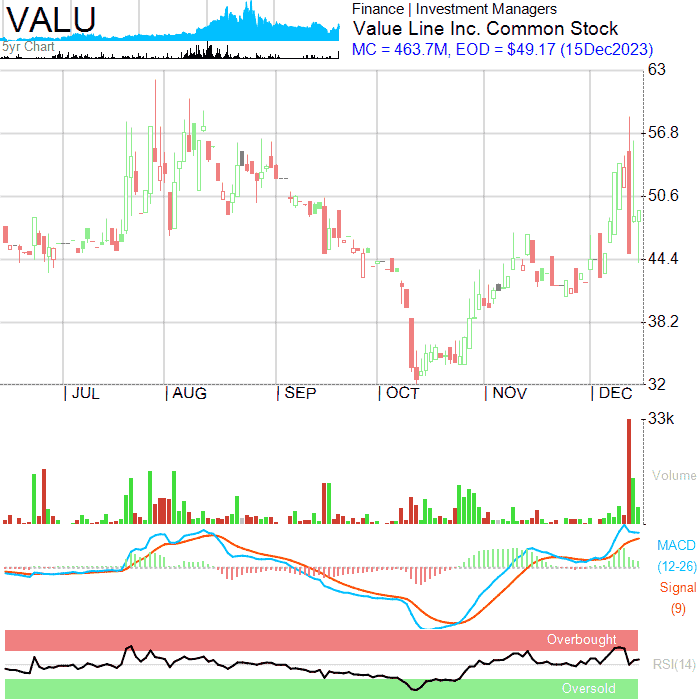 VALU
5yr Chart
Finance | Investment Managers
Value Line Inc. Common Stock
MC = 463.7M, EOD = $49.17 (15Dec2023)
63
56.8
50.6
44.4
38.2
32
| JUL | AUG | SEP | OCT | NOV | DEC
33k
Volume
MACD
(12-26)
Signal
(9)
Overbought
RSI(14)
Oversold